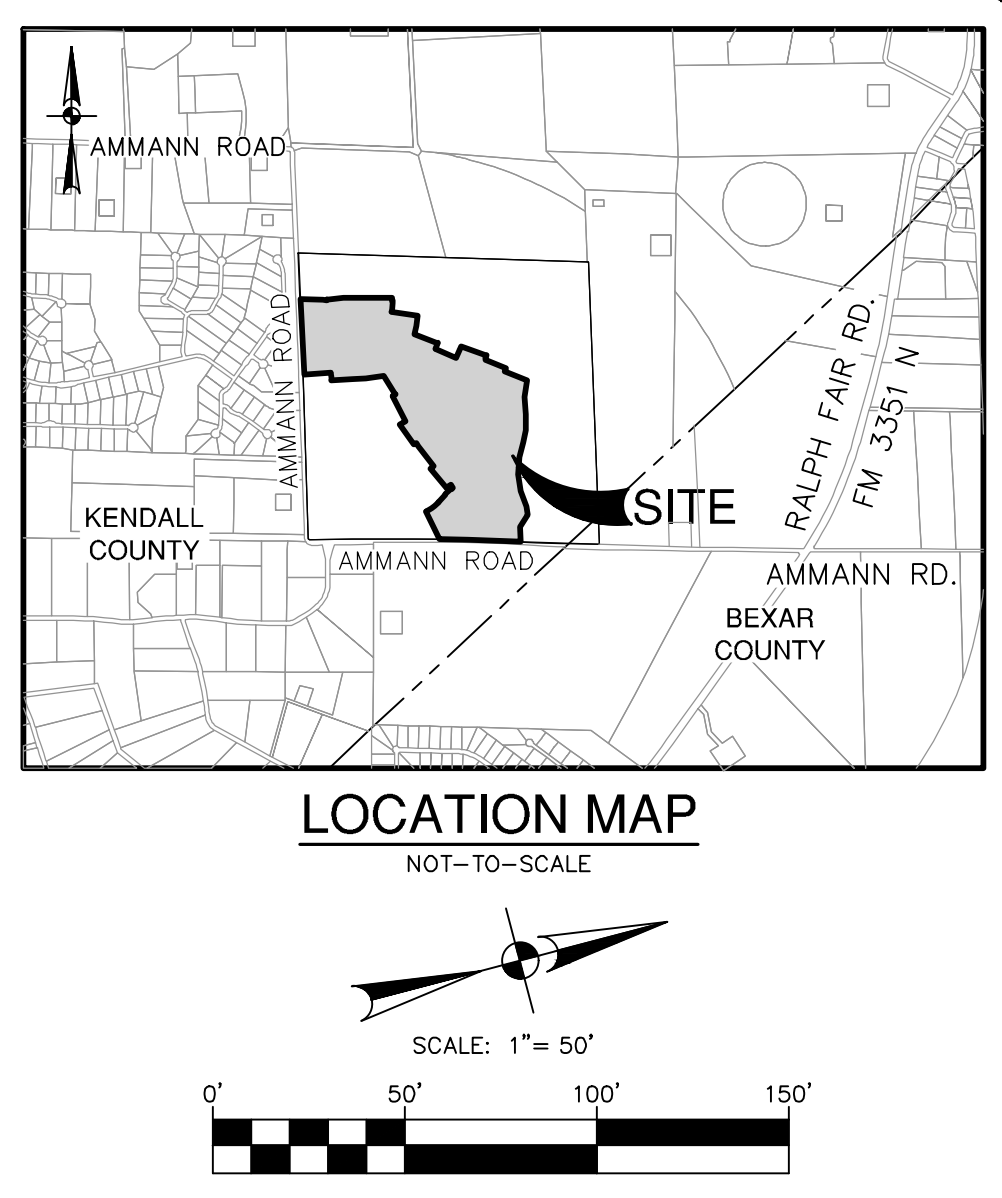 AMMANN ROAD
AMMANN ROAD
RALPH FAIR RD.
FM 3351 N
SITE
KENDALL
COUNTY
AMMANN ROAD
AMMANN RD.
BEXAR
COUNTY
LOCATION MAP
NOT-TO-SCALE
SCALE: 1"= 50'
0' 50' 100' 150'